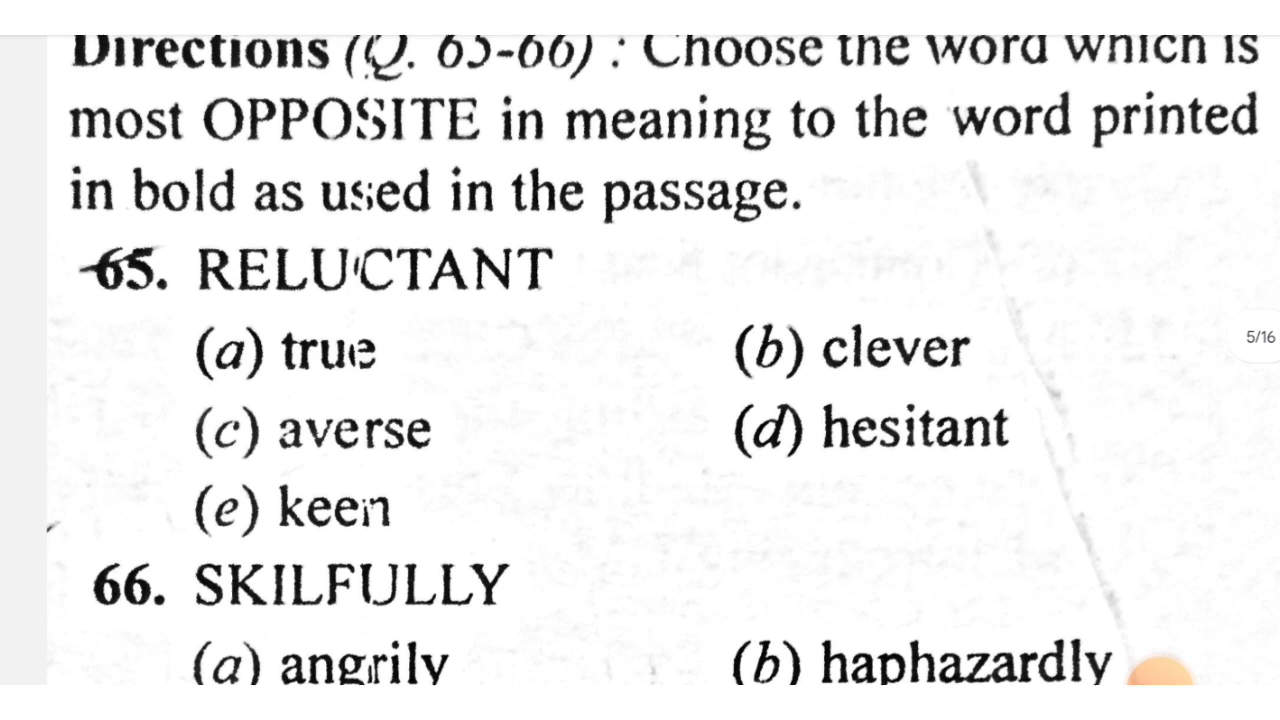 Directions (Q. 65-66) : Choose the word which is
most OPPOSITE in meaning to the word printed
in bold as used in the passage.
65. RELUCTANT
(a) true (b) clever
5/16
(c) averse (d) hesitant
(e) keen
66. SKILFULLY
(a) angrily (b) haphazardly